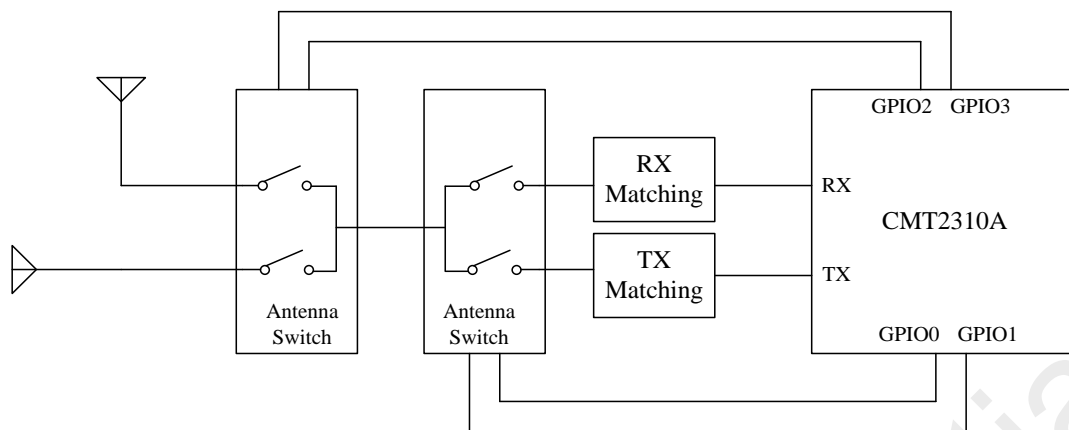 GPIO2 GPIO3
RX
Matching
RX
CMT2310A
TX
Matching
TX
Antenna
Switch
Antenna
Switch
GPIO0 GPIO1